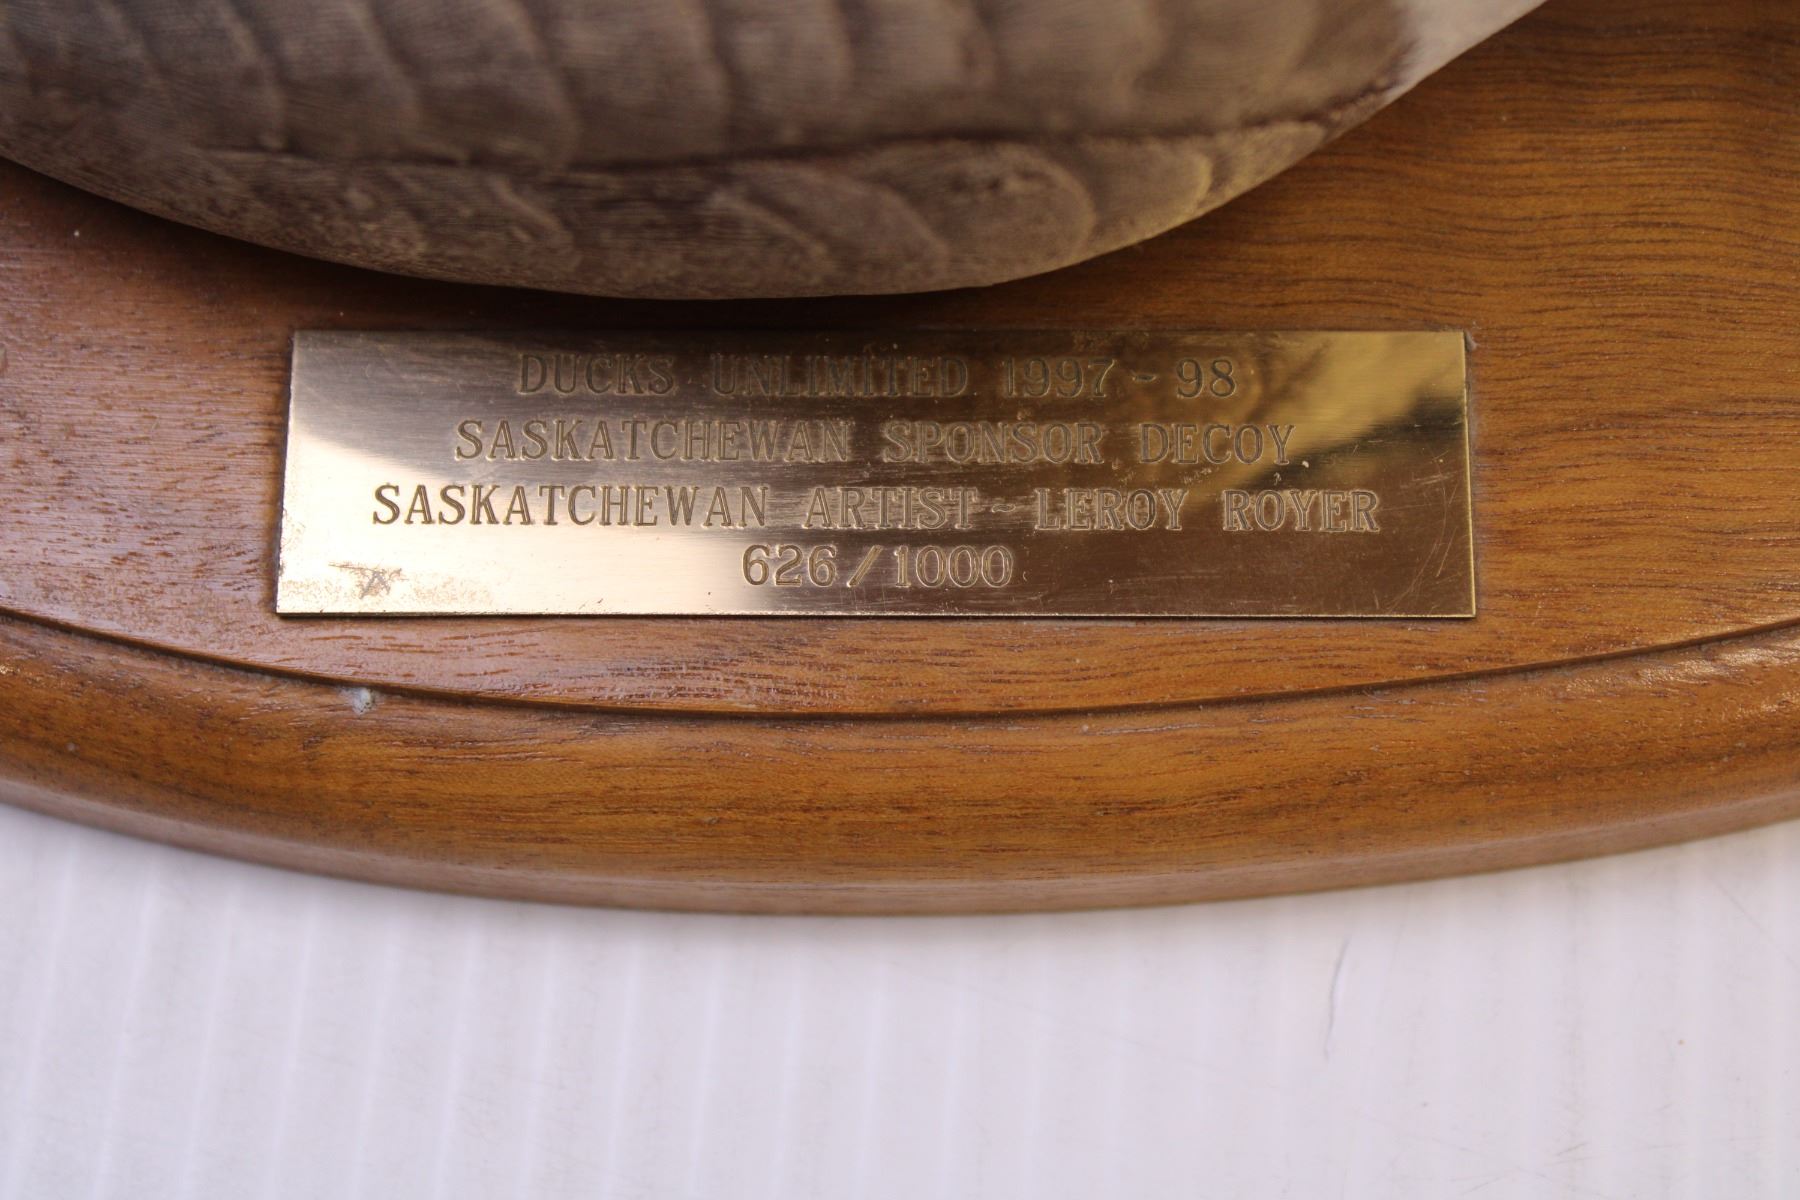 DUCKS UNLIMITED 1997 - 98
SASKATCHEWAN SPONSOR DECOY
SASKATCHEWAN ARTIST - LEROY ROYER
626 / 1000